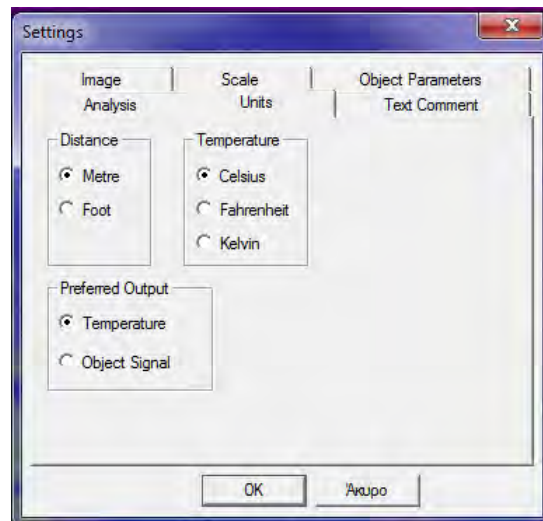 Settings
Image Scale Object Parameters
Analysis Units Text Comment
Distance Temperature
Metre Celsius
Foot Fahrenheit
Kelvin
Preferred Output
Temperature
Object Signal
OK Άκυρο